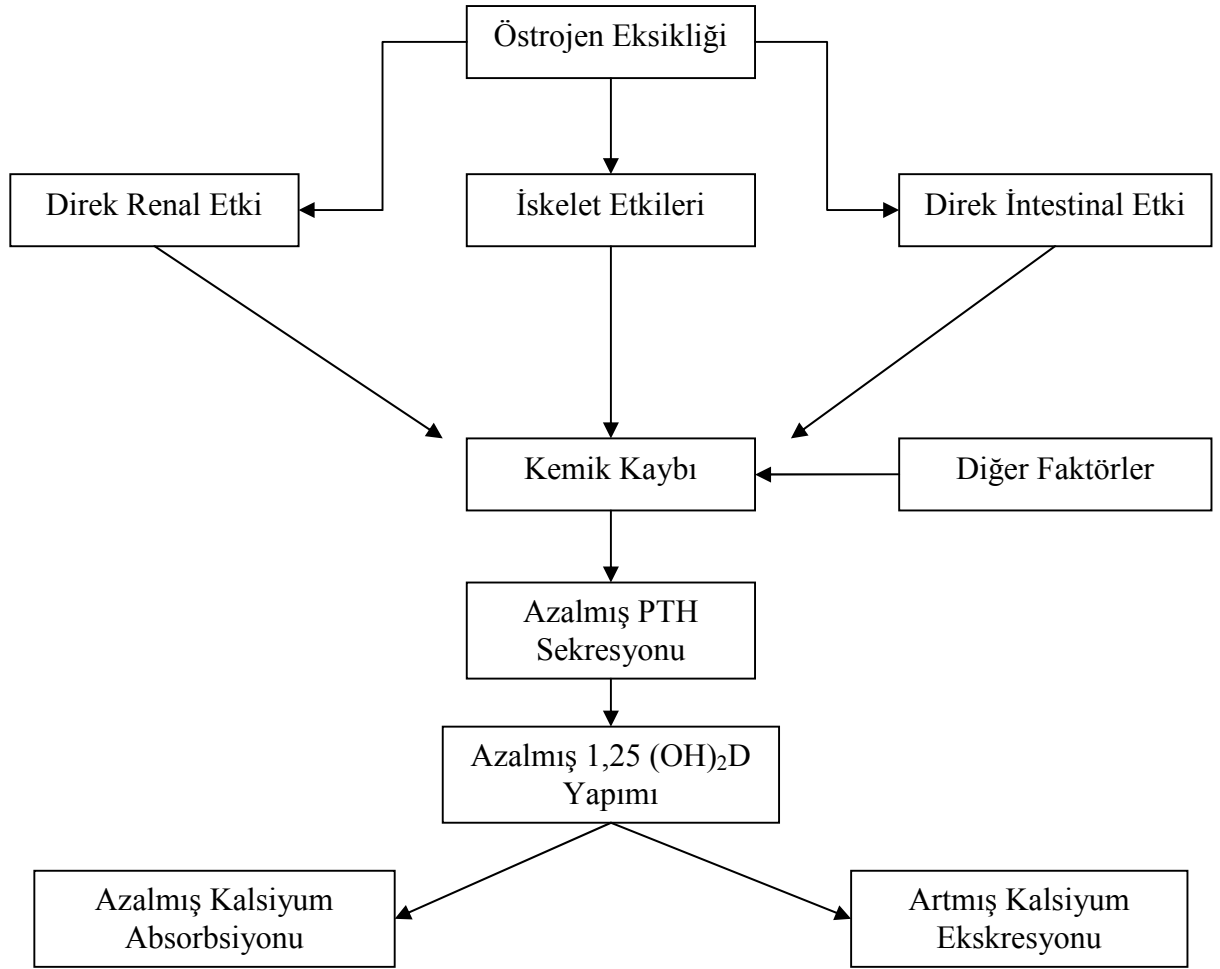 Östrojen Eksikliği
Direk Renal Etki
İskelet Etkileri
Direk İntestinal Etki
Kemik Kaybı
Diğer Faktörler
Azalmış PTH
Sekresyonu
Azalmış 1,25 (OH)₂D
Yapımı
Azalmış Kalsiyum
Absorbsiyonu
Artmış Kalsiyum
Ekskresyonu